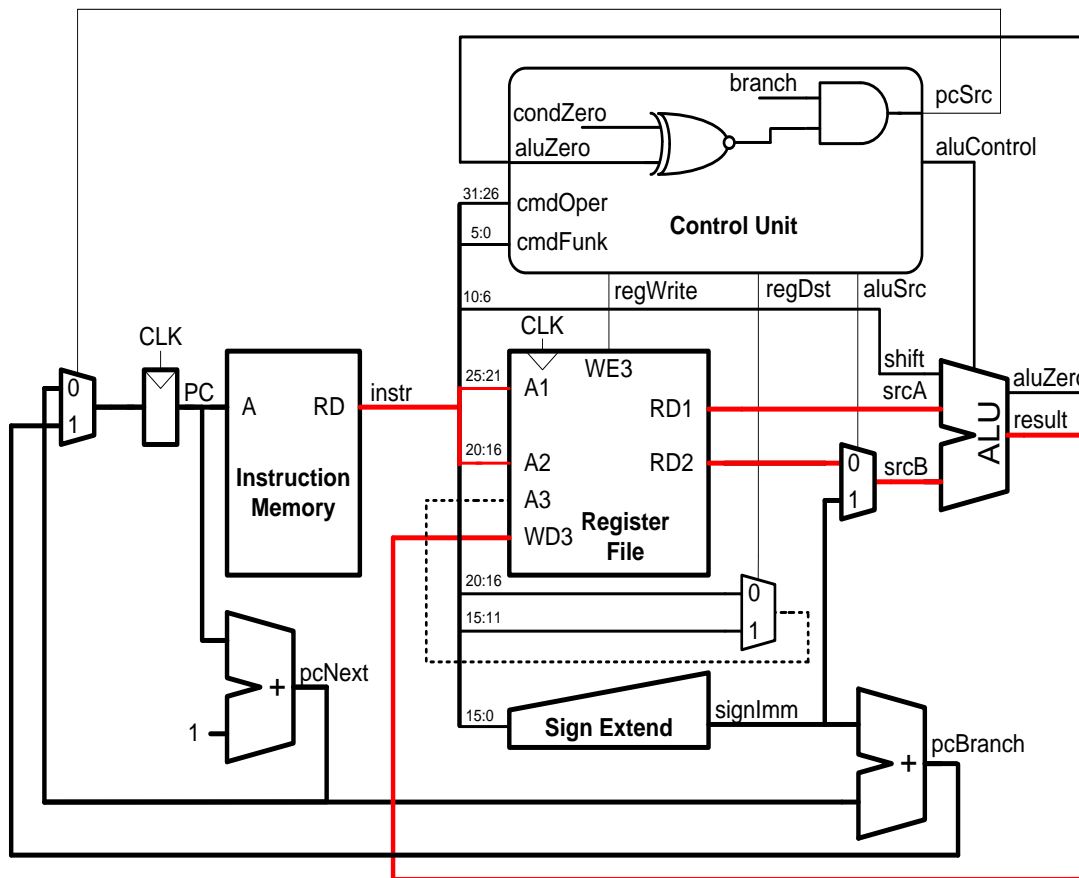 branch
pcSrc
condZero
aluZero
aluControl
31:26
cmdOper
5:0
cmdFunk
Control Unit
10:6
regWrite
regDst
aluSrc
CLK
CLK
WE3
shift
0
1
PC
A
RD
instr
25:21
A1
RD1
srcA
aluZero
result
ALU
20:16
A2
RD2
0
srcB
1
Instruction
Memory
A3
WD3
Register
File
20:16
0
15:11
1
pcNext
+
1
15:0
Sign Extend
signImm
pcBranch
+